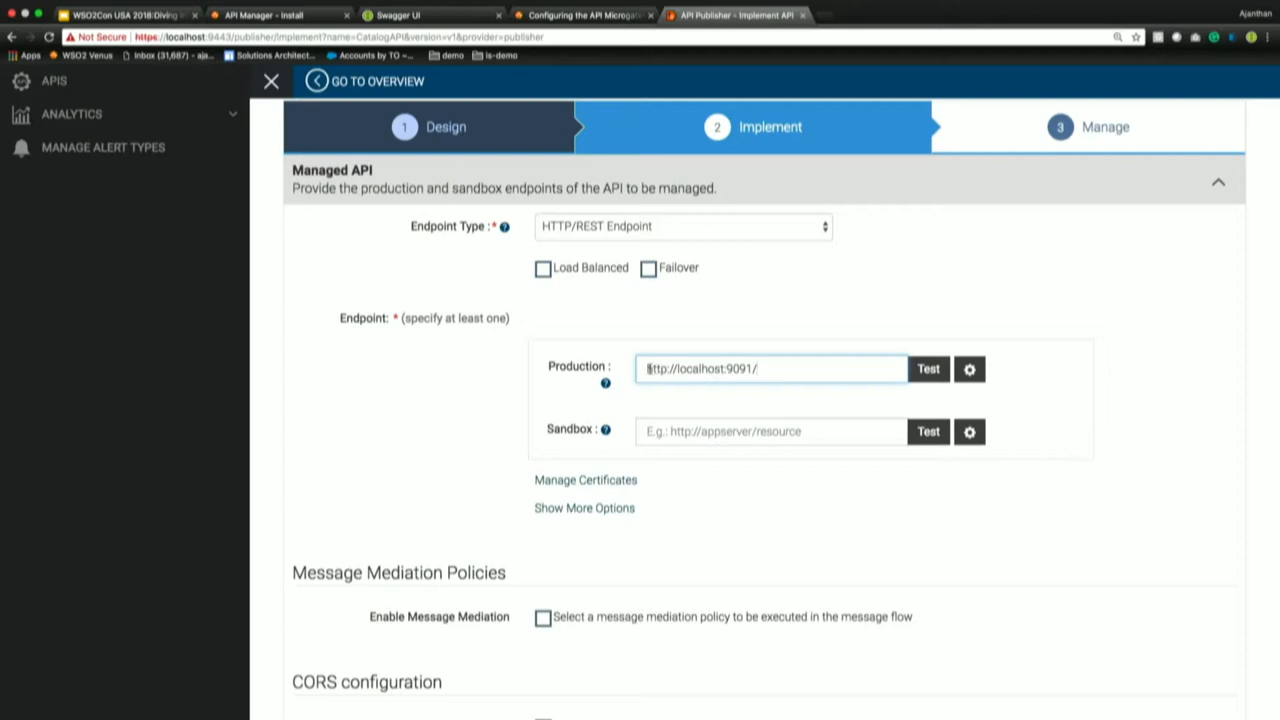 WSO2Con USA 2018:Diving
API Manager - Install
Swagger UI
Configuring the API Microgate
API Publisher - Implement API
Ajanthan
Not Secure | https://localhost:9443/publisher/implement?name=CatalogAPI&version=v1&provider=publisher
Apps
WSO2 Venus
Inbox (31,687) - aja...
Solutions Architect...
Accounts by TO –...
demo
is-demo
APIS
ANALYTICS
MANAGE ALERT TYPES
GO TO OVERVIEW
1 Design
2 Implement
3 Manage
Managed API
Provide the production and sandbox endpoints of the API to be managed.
Endpoint Type : *
HTTP/REST Endpoint
Load Balanced
Failover
Endpoint: * (specify at least one)
Production :
http://localhost:9091/
Test
Sandbox :
E.g.: http://appserver/resource
Test
Manage Certificates
Show More Options
Message Mediation Policies
Enable Message Mediation
Select a message mediation policy to be executed in the message flow
CORS configuration